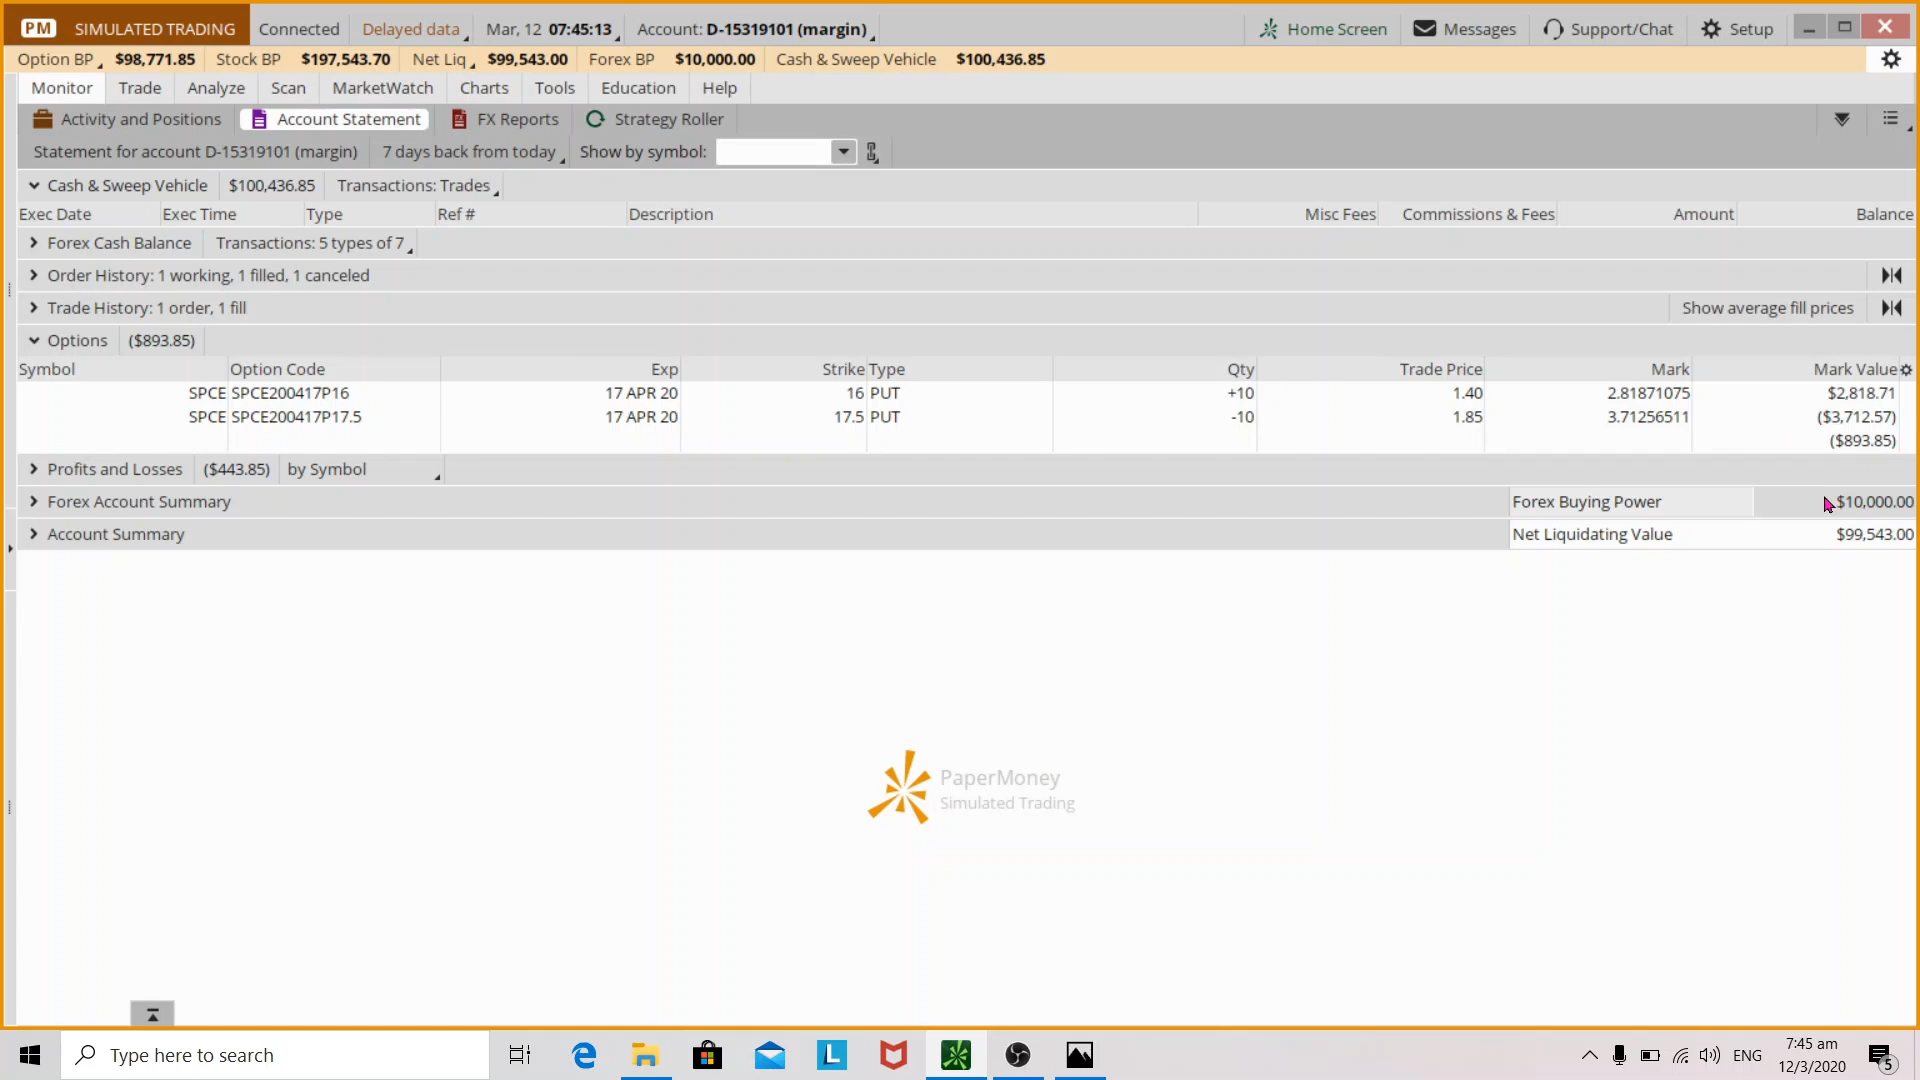 PM SIMULATED TRADING Connected Delayed data Mar, 12 07:45:13 Account: D-15319101 (margin) Home Screen Messages Support/Chat Setup
Option BP $98,771.85 Stock BP $197,543.70 Net Liq $99,543.00 Forex BP $10,000.00 Cash & Sweep Vehicle $100,436.85
Monitor Trade Analyze Scan MarketWatch Charts Tools Education Help
Activity and Positions Account Statement FX Reports Strategy Roller
Statement for account D-15319101 (margin) 7 days back from today Show by symbol:
Cash & Sweep Vehicle $100,436.85 Transactions: Trades
Exec Date Exec Time Type Ref # Description Misc Fees Commissions & Fees Amount Balance
Forex Cash Balance Transactions: 5 types of 7
Order History: 1 working, 1 filled, 1 canceled
Trade History: 1 order, 1 fill Show average fill prices
Options ($893.85)
Symbol Option Code Exp Strike Type Qty Trade Price Mark Mark Value
SPCE SPCE200417P16 17 APR 20 16 PUT +10 1.40 2.81871075 $2,818.71
SPCE SPCE200417P17.5 17 APR 20 17.5 PUT -10 1.85 3.71256511 ($3,712.57)
($893.85)
Profits and Losses ($443.85) by Symbol
Forex Account Summary Forex Buying Power $10,000.00
Account Summary Net Liquidating Value $99,543.00
PaperMoney
Simulated Trading
Type here to search L ENG 7:45 am
12/3/2020 5